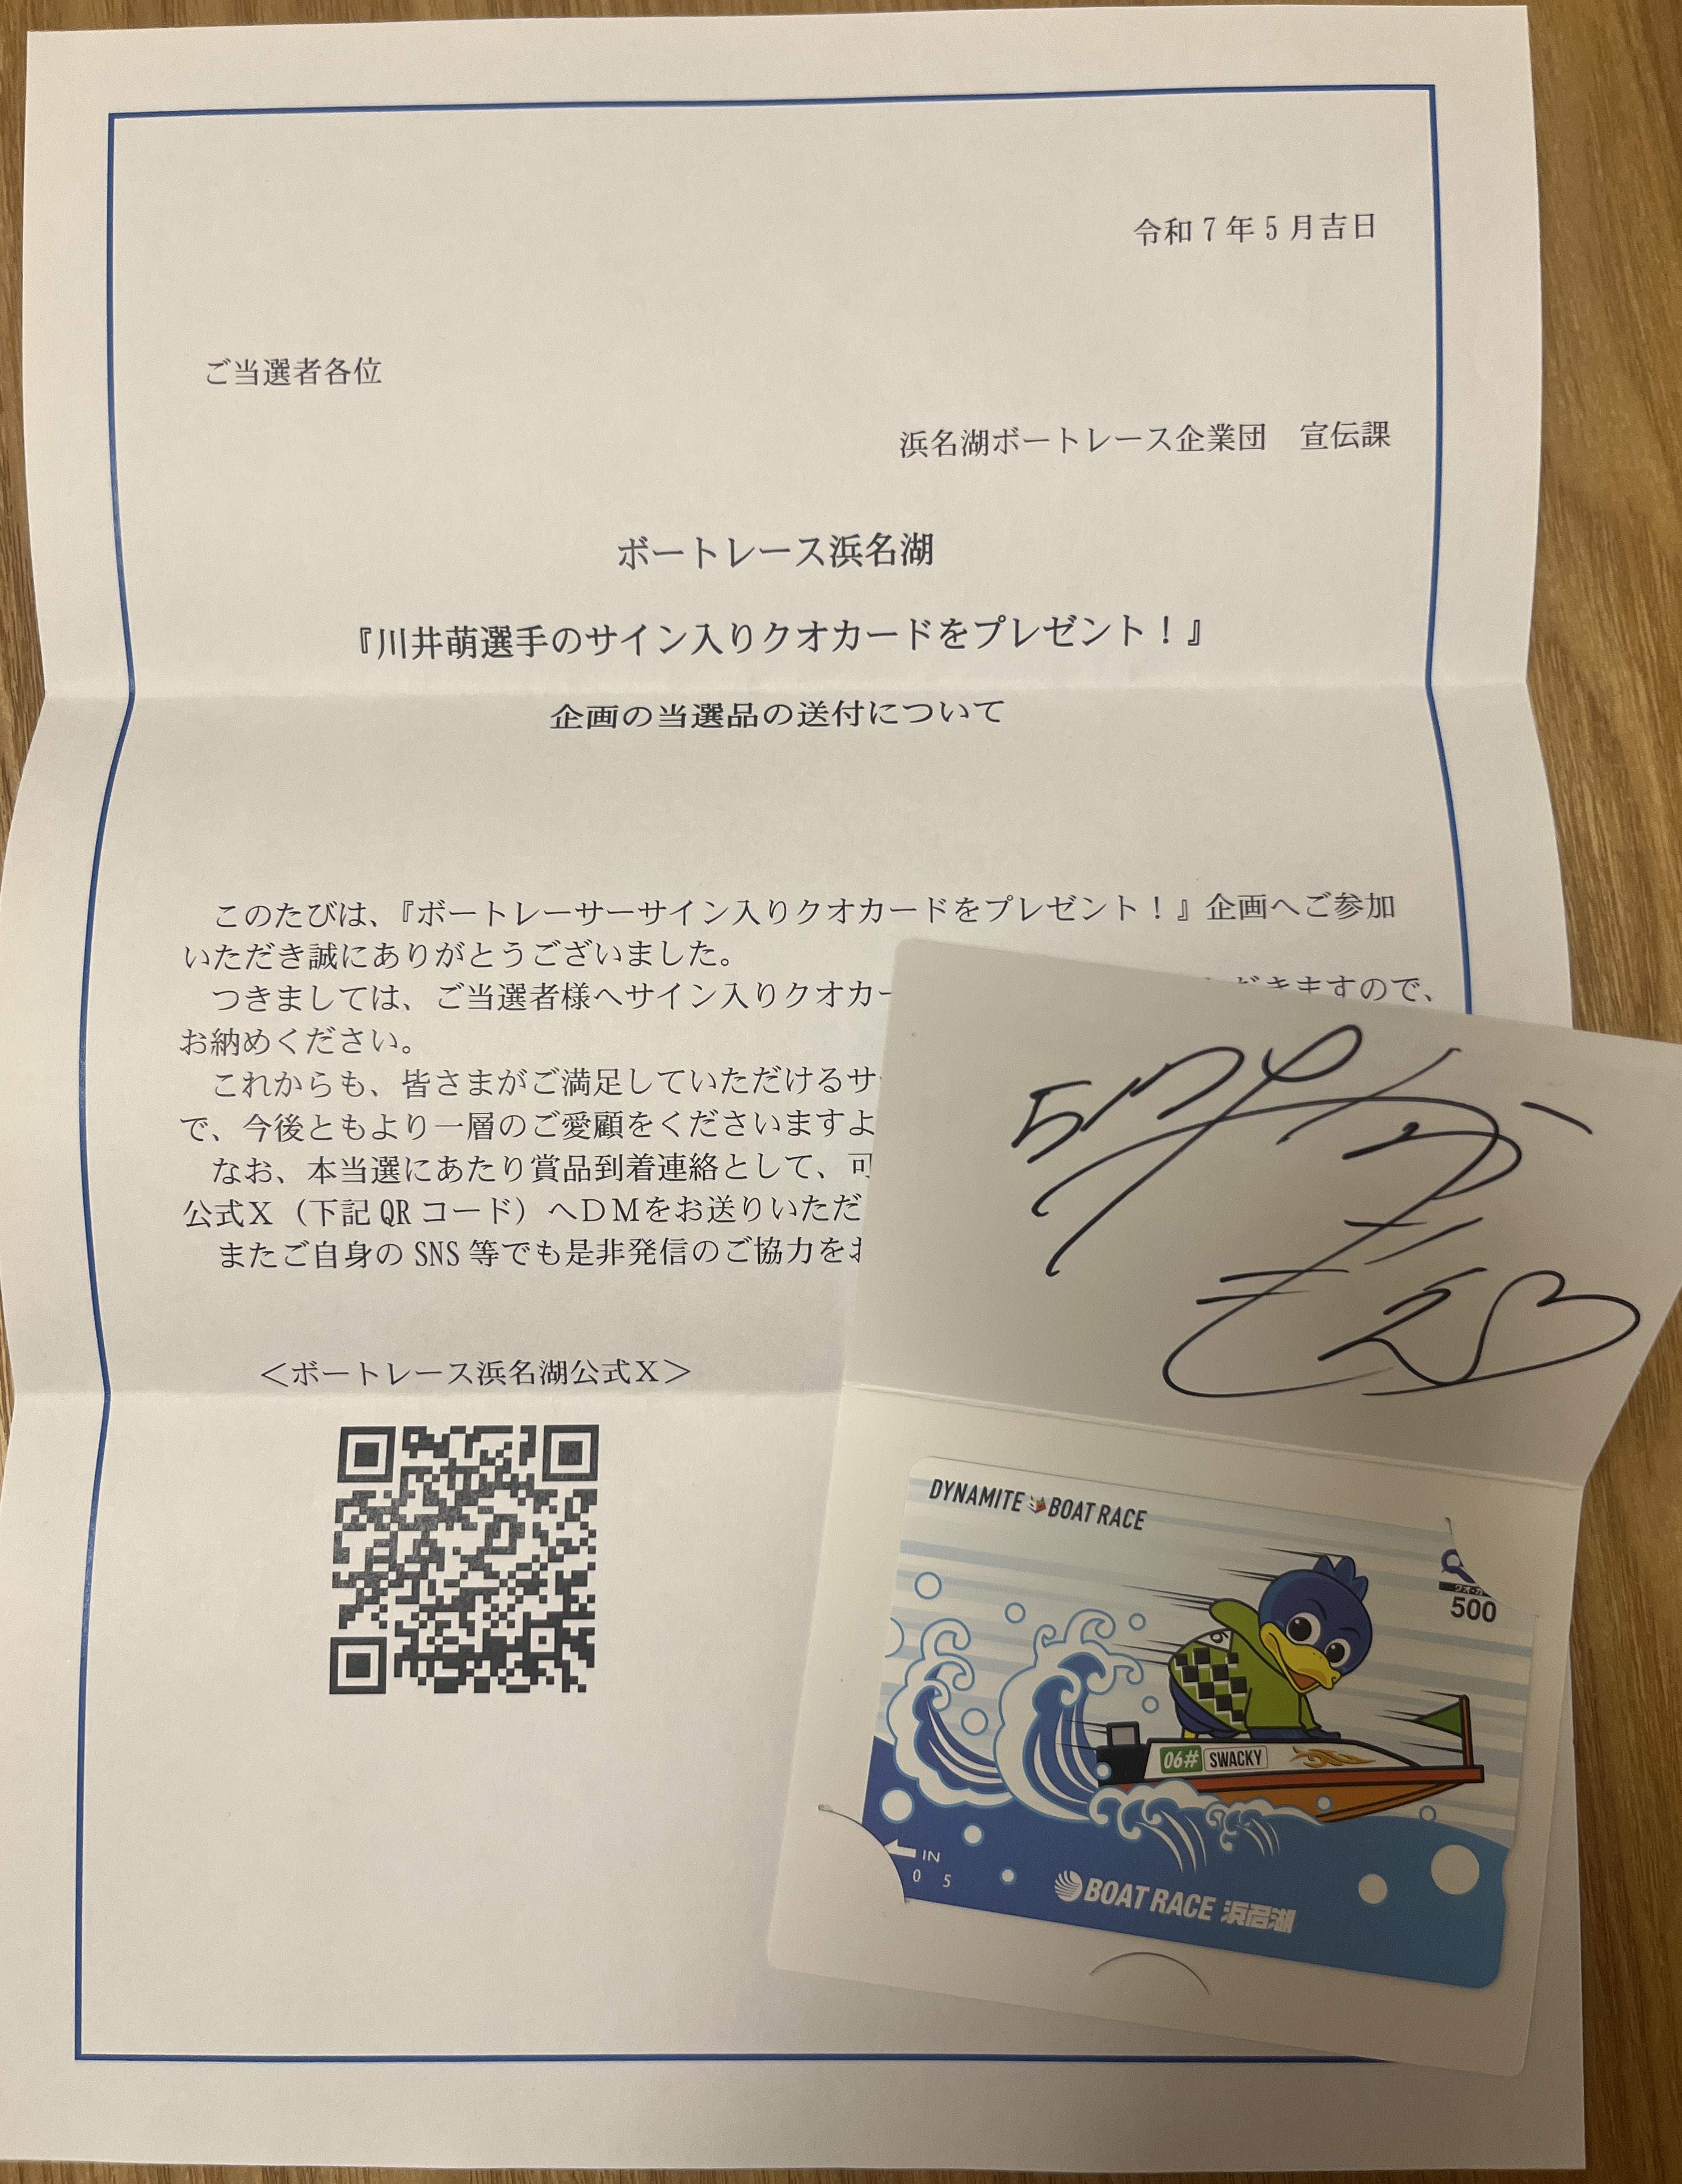 令和7年5月吉日
ご当選者各位
浜名湖ボートレース企業団　宣伝課
ボートレース浜名湖
『川井萌選手のサイン入りクオカードをプレゼント！』
企画の当選品の送付について
このたびは、『ボートレーサーサイン入りクオカードをプレゼント！』企画へご参加
いただき誠にありがとうございました。
つきましては、ご当選者様へサイン入りクオカー きますので、
お納めください。
これからも、皆さまがご満足していただけるサ
で、今後ともより一層のご愛顧をくださいますよ
なお、本当選にあたり賞品到着連絡として、可
公式X（下記QRコード）へDMをお送りいただ
またご自身のSNS等でも是非発信のご協力をお
＜ボートレース浜名湖公式X＞
DYNAMITE BOAT RACE
500
6
06# SWACKY
IN
0 5
BOAT RACE 浜名湖